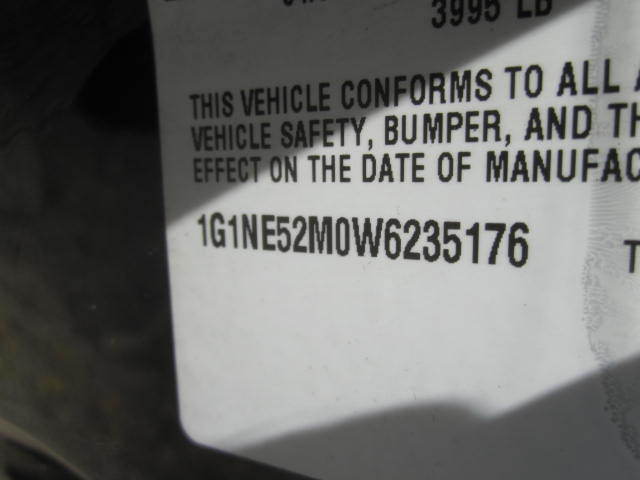 3995 LB
THIS VEHICLE CONFORMS TO ALL
VEHICLE SAFETY, BUMPER, AND TH
EFFECT ON THE DATE OF MANUFAC
1G1NE52M0W6235176
T